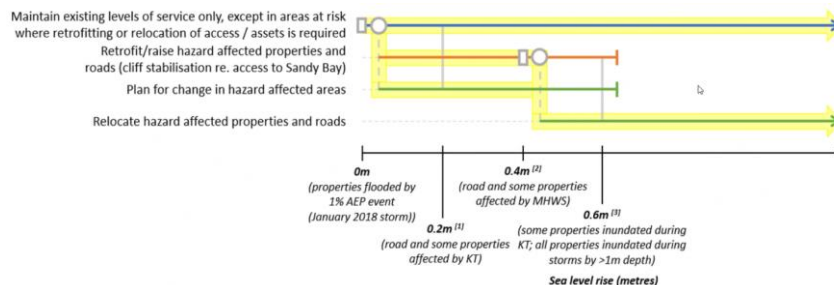 Maintain existing levels of service only, except in areas at risk
where retrofitting or relocation of access / assets is required
Retrofit/raise hazard affected properties and
roads (cliff stabilisation re. access to Sandy Bay)
Plan for change in hazard affected areas
Relocate hazard affected properties and roads
0m
(properties flooded by
1% AEP event
(January 2018 storm))
0.2m [1]
(road and some properties
affected by KT)
0.4m [2]
(road and some properties
affected by MHWS)
0.6m [3]
(some properties inundated during
KT; all properties inundated during
storms by >1m depth)
Sea level rise (metres)